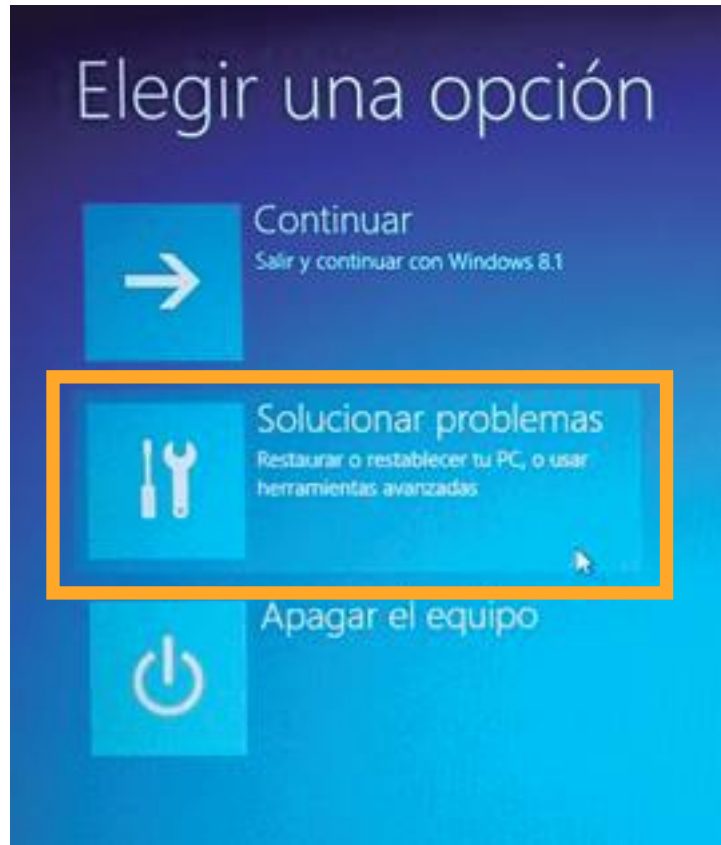 Elegir una opción
Continuar
Salir y continuar con Windows 8.1
Solucionar problemas
Restaurar o restablecer tu PC, o usar
herramientas avanzadas
Apagar el equipo